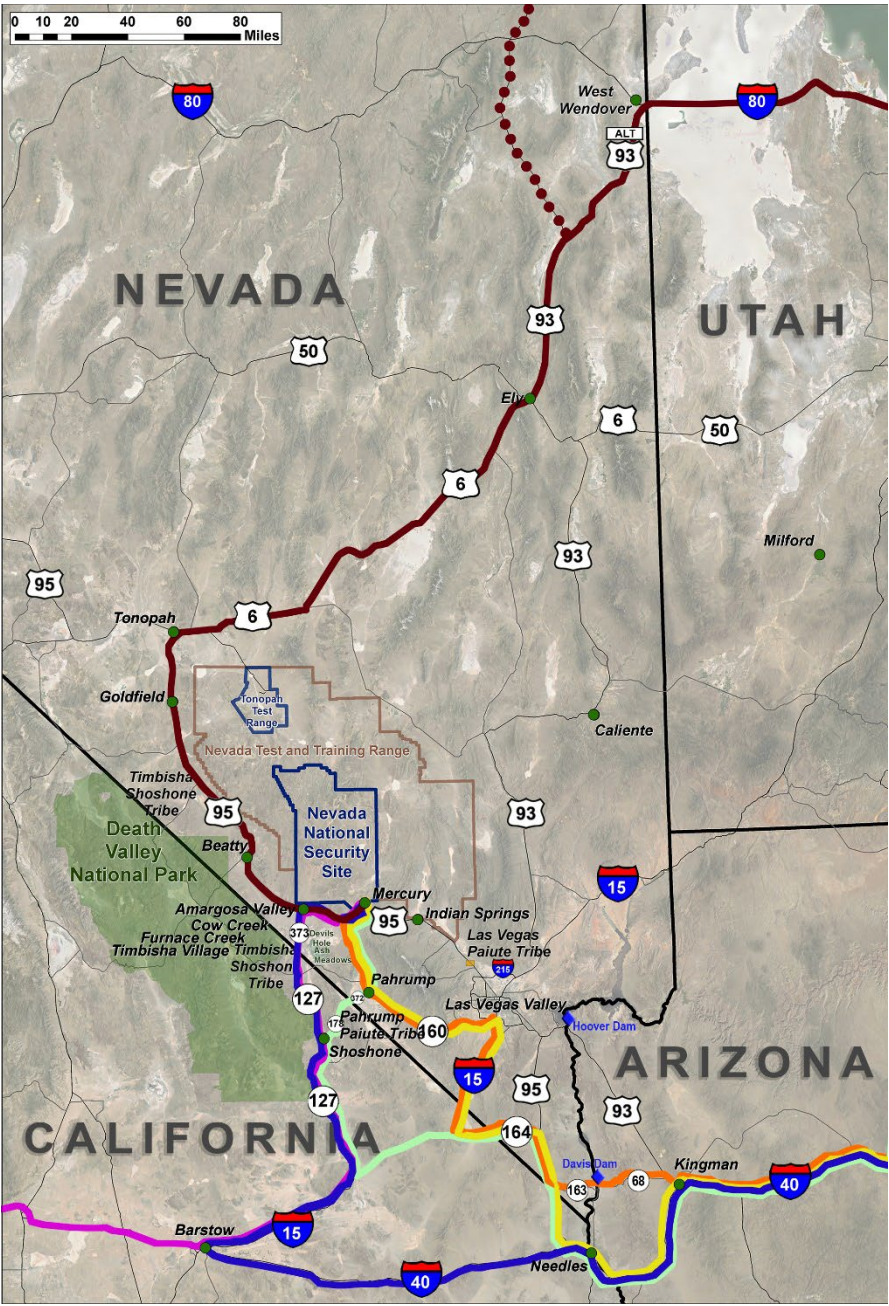 0 10 20 40 60 80
Miles
80
West
Wendover
80
ALT
93
NEVADA
93
UTAH
50
Ely
6
50
6
93
Milford
95
Tonopah
6
Goldfield
Tonopah
Test
Range
Caliente
Nevada Test and Training Range
Timbisha
Shoshone
Tribe
95
93
Nevada
National
Security
Site
Death
Valley
National Park
Beatty
15
Mercury
Amargosa Valley
95
Indian Springs
Cow Creek
373
Devils
Hole
Ash
Meadows
Furnace Creek
Timbisha Village
Timbisha
Shoshon
Tribe
Las Vegas
Paiute Tribe
215
Pahrump
127
372
Las Vegas Valley
178
Pahrump
Paiute Tribe
160
Hoover Dam
Shoshone
ARIZONA
15
95
127
93
CALIFORNIA
164
Davis Dam
Kingman
163
68
40
Barstow
15
Needles
40